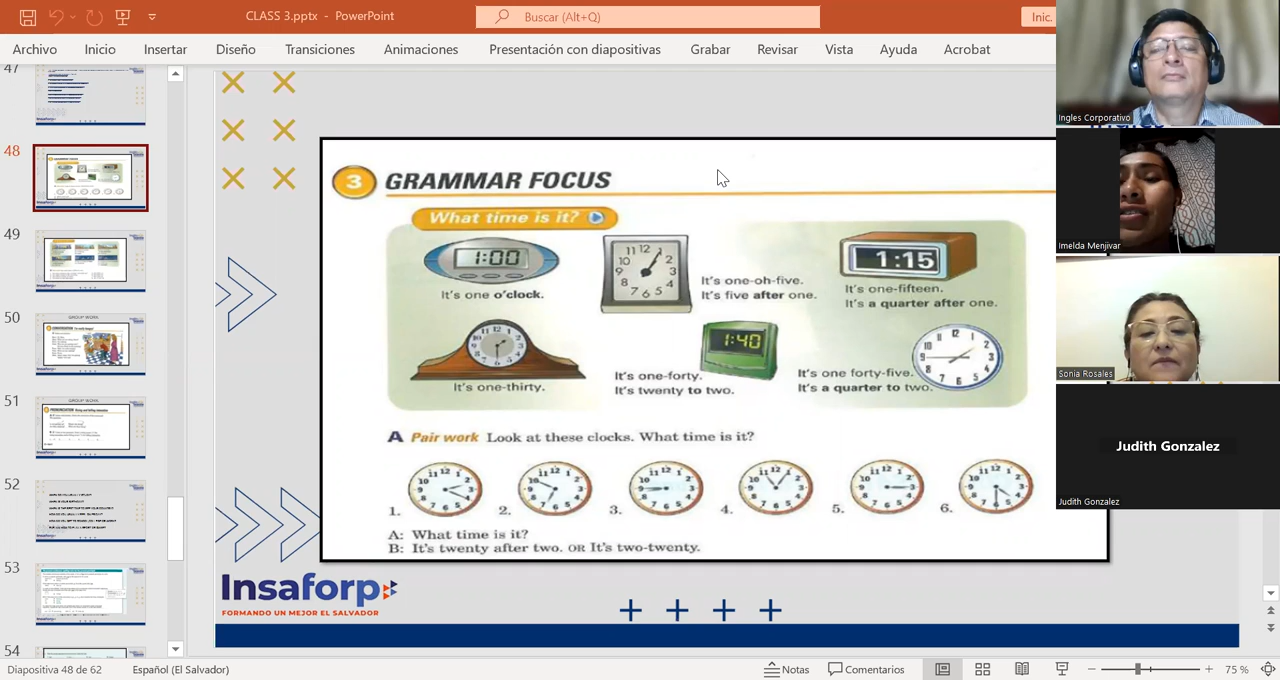 CLASS 3.pptx - PowerPoint
Buscar (Alt+Q)
Inic.
Archivo Inicio Insertar Diseño Transiciones Animaciones Presentación con diapositivas Grabar Revisar Vista Ayuda Acrobat
47
48
49
50
51
52
53
54
3 GRAMMAR FOCUS
What time is it?
1:00
It's one o'clock.
It's one-oh-five.
It's five after one.
1:15
It's one-fifteen.
It's a quarter after one.
It's one-thirty.
1:40
It's one-forty.
It's twenty to two.
It's one forty-five.
It's a quarter to two.
A Pair work Look at these clocks. What time is it?
1. 2. 3. 4. 5. 6.
A: What time is it?
B: It's twenty after two. OR It's two-twenty.
Insaforp
FORMANDO UN MEJOR EL SALVADOR
Ingles Corporativo
Imelda Menjivar
Sonia Rosales
Judith Gonzalez
Judith Gonzalez
Diapositiva 48 de 62
Español (El Salvador)
Notas
Comentarios
75 %